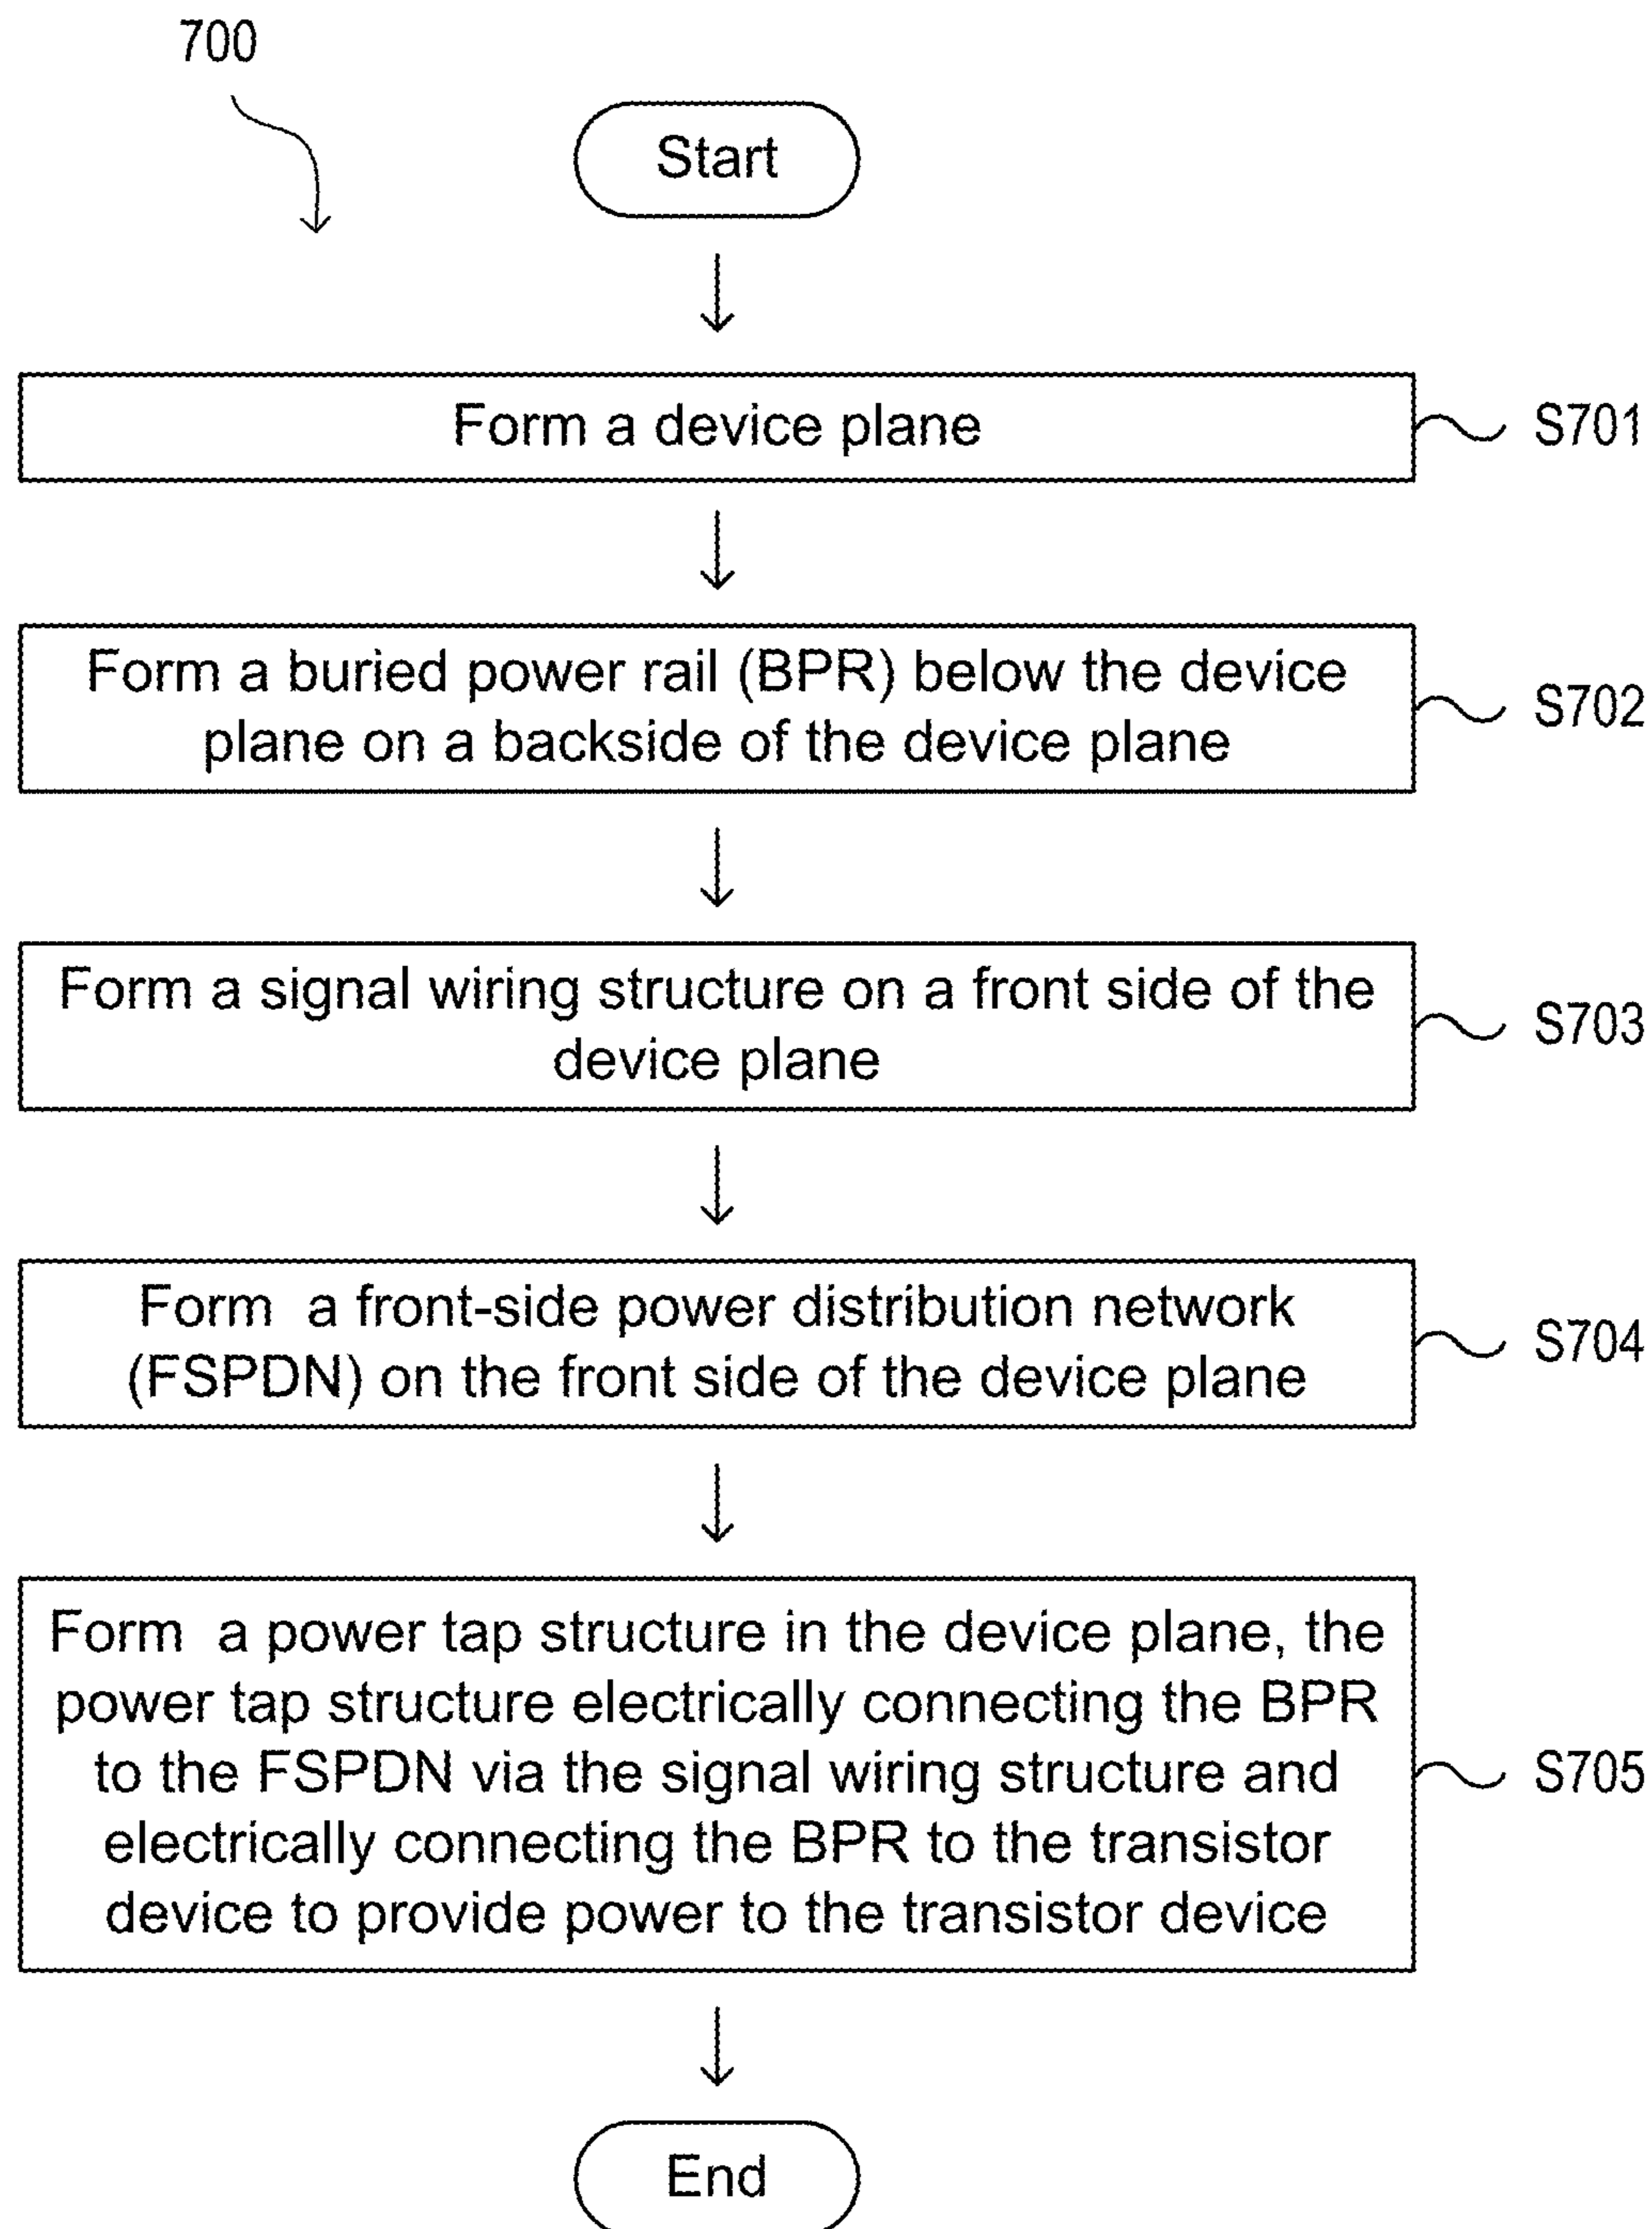 700
Start
Form a device plane
S701
Form a buried power rail (BPR) below the device
plane on a backside of the device plane
S702
Form a signal wiring structure on a front side of the
device plane
S703
Form a front-side power distribution network
(FSPDN) on the front side of the device plane
S704
Form a power tap structure in the device plane, the
power tap structure electrically connecting the BPR
to the FSPDN via the signal wiring structure and
electrically connecting the BPR to the transistor
device to provide power to the transistor device
S705
End